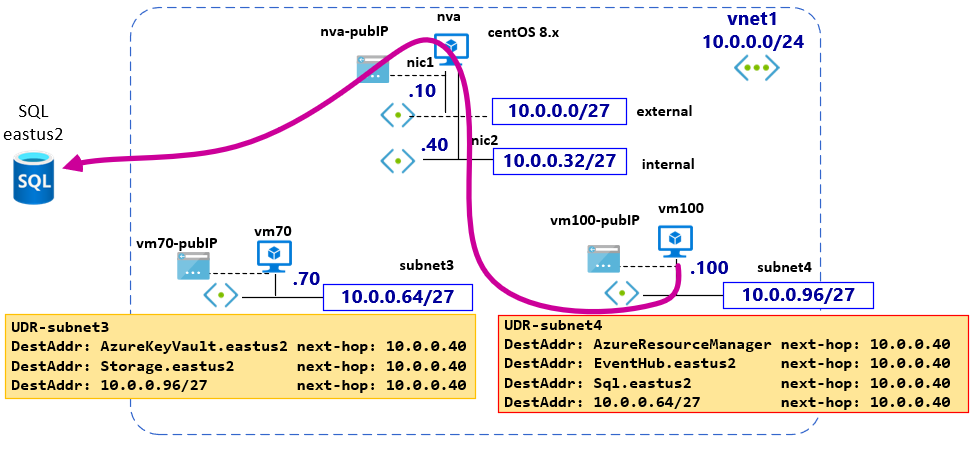 nva
nva-pubIP
centOS 8.x
vnet1
10.0.0.0/24
nic1
.10
10.0.0.0/27
external
SQL
eastus2
SQL
.40
nic2
10.0.0.32/27
internal
vm100
vm100-pubIP
vm70
vm70-pubIP
.70
subnet3
10.0.0.64/27
.100
subnet4
10.0.0.96/27
UDR-subnet3
DestAddr: AzureKeyVault.eastus2 next-hop: 10.0.0.40
DestAddr: Storage.eastus2 next-hop: 10.0.0.40
DestAddr: 10.0.0.96/27 next-hop: 10.0.0.40
UDR-subnet4
DestAddr: AzureResourceManager next-hop: 10.0.0.40
DestAddr: EventHub.eastus2 next-hop: 10.0.0.40
DestAddr: Sql.eastus2 next-hop: 10.0.0.40
DestAddr: 10.0.0.64/27 next-hop: 10.0.0.40